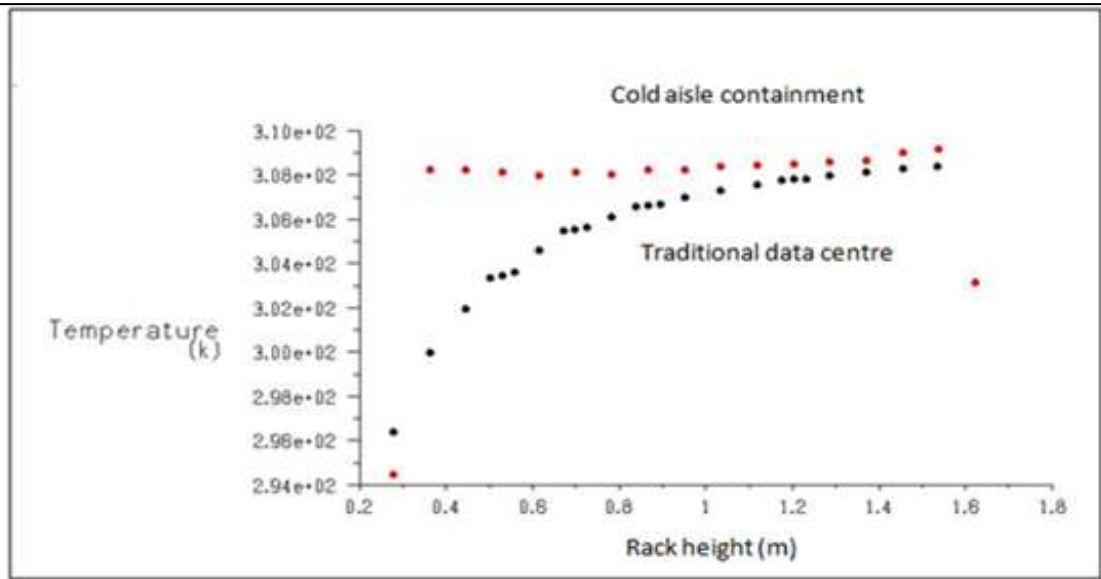 Cold aisle containment
3.10e+02
3.08e+02
3.06e+02
3.04e+02
3.02e+02
3.00e+02
2.98e+02
2.96e+02
2.94e+02
Temperature
(k)
Traditional data centre
0.2 0.4 0.6 0.8 1 1.2 1.4 1.6 1.8
Rack height (m)